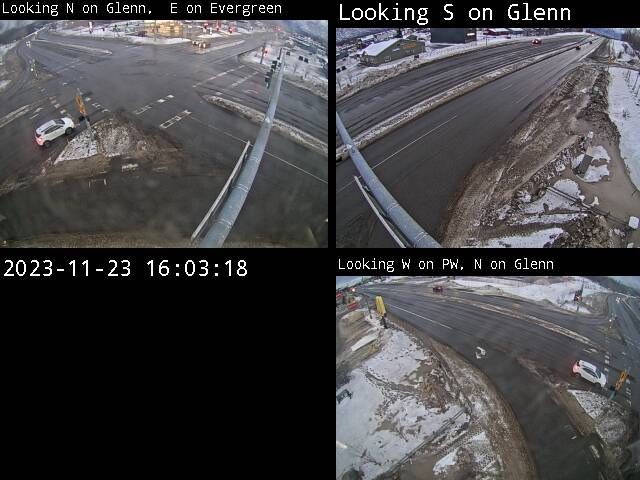 Looking N on Glenn, E on Evergreen
Looking S on Glenn
2023-11-23 16:03:18
Looking W on PW, N on Glenn